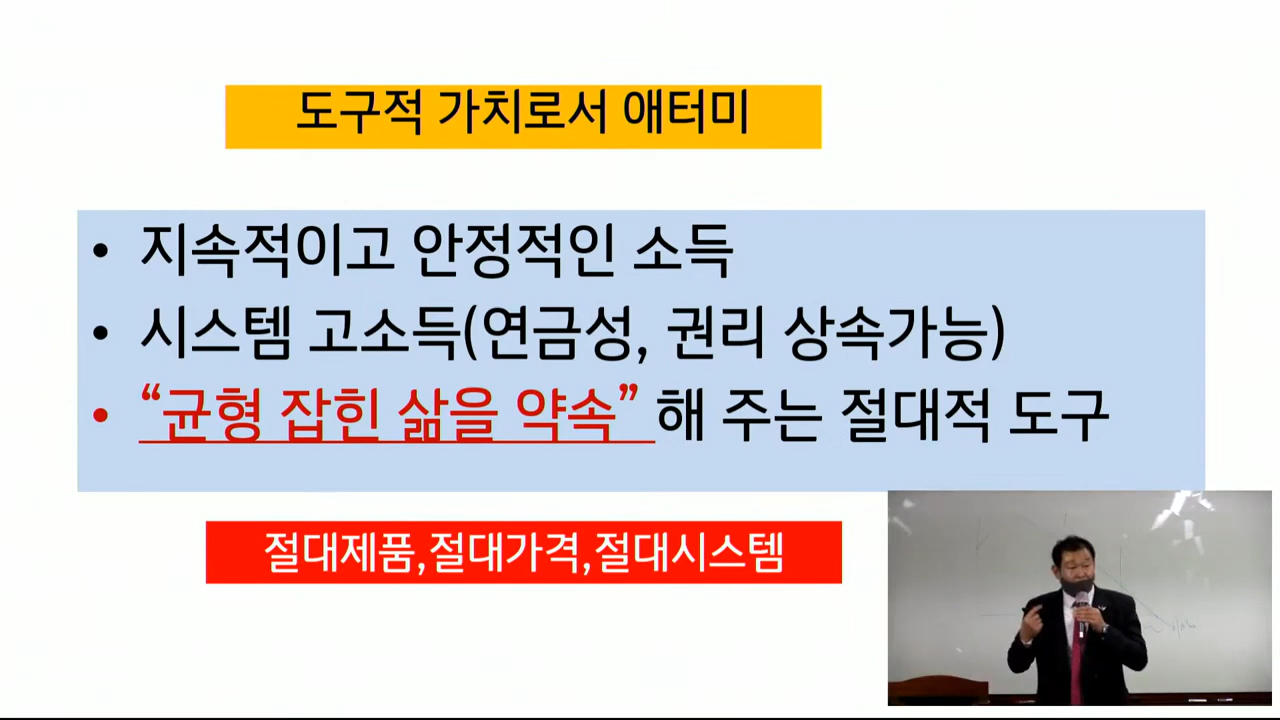 도구적 가치로서 애터미
• 지속적이고 안정적인 소득
• 시스템 고소득(연금성, 권리 상속가능)
• “균형 잡힌 삶을 약속” 해 주는 절대적 도구
절대제품,절대가격,절대시스템